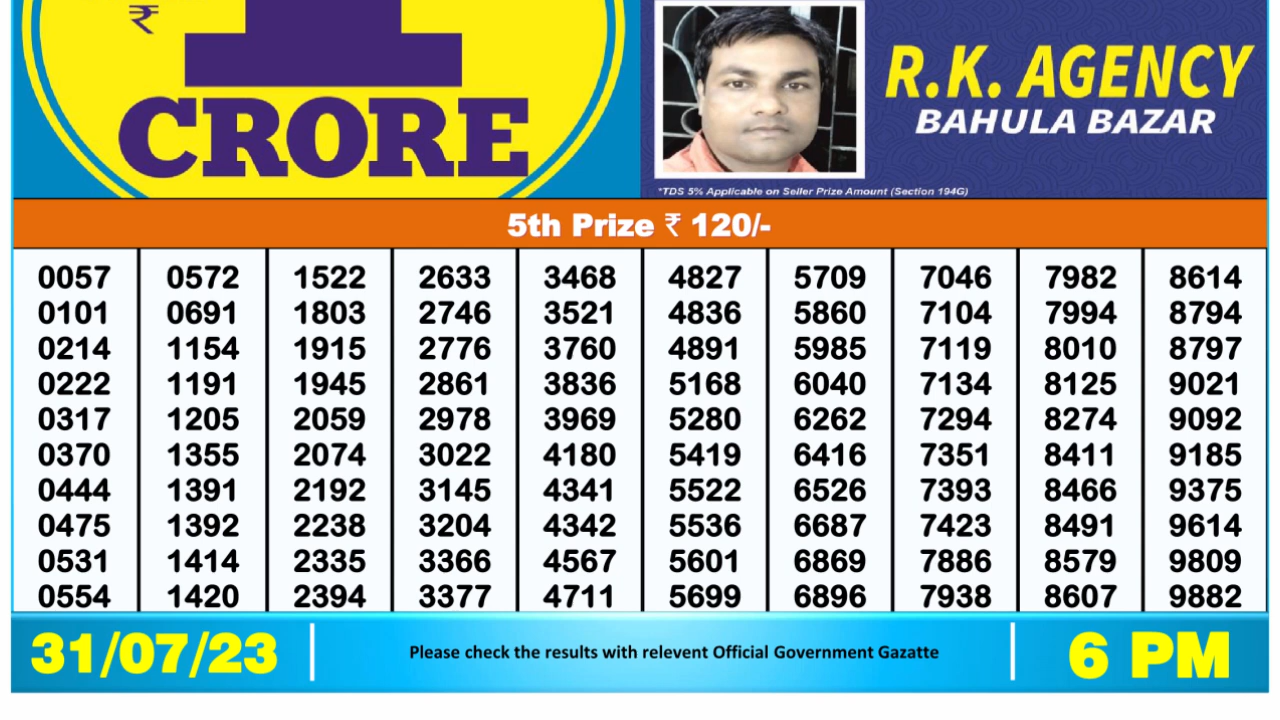 ₹
CRORE
R.K. AGENCY
BAHULA BAZAR
*TDS 5% Applicable on Seller Prize Amount (Section 194G)
5th Prize ₹ 120/-
0057 0572 1522 2633 3468 4827 5709 7046 7982 8614
0101 0691 1803 2746 3521 4836 5860 7104 7994 8794
0214 1154 1915 2776 3760 4891 5985 7119 8010 8797
0222 1191 1945 2861 3836 5168 6040 7134 8125 9021
0317 1205 2059 2978 3969 5280 6262 7294 8274 9092
0370 1355 2074 3022 4180 5419 6416 7351 8411 9185
0444 1391 2192 3145 4341 5522 6526 7393 8466 9375
0475 1392 2238 3204 4342 5536 6687 7423 8491 9614
0531 1414 2335 3366 4567 5601 6869 7886 8579 9809
0554 1420 2394 3377 4711 5699 6896 7938 8607 9882
31/07/23 Please check the results with relevent Official Government Gazatte 6 PM